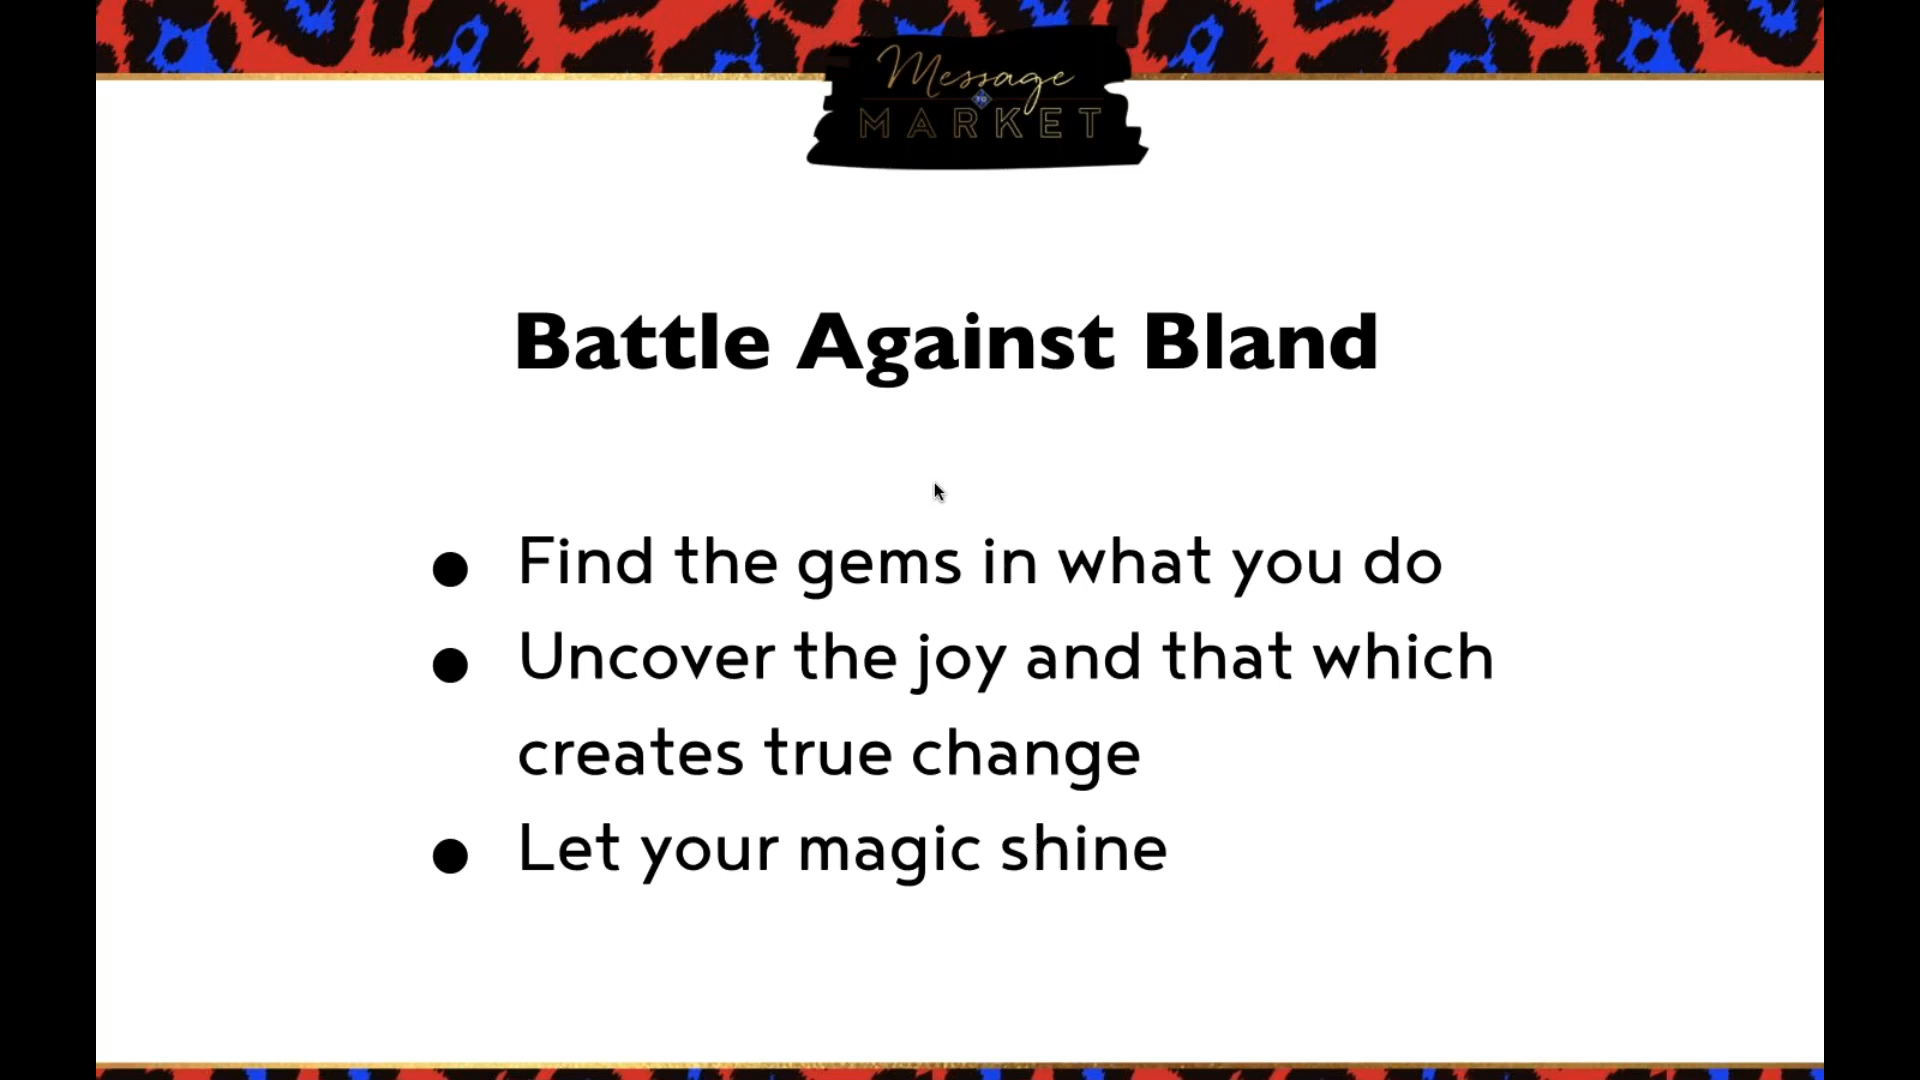 Message
TO
MARKET
Battle Against Bland
● Find the gems in what you do
● Uncover the joy and that which
creates true change
● Let your magic shine